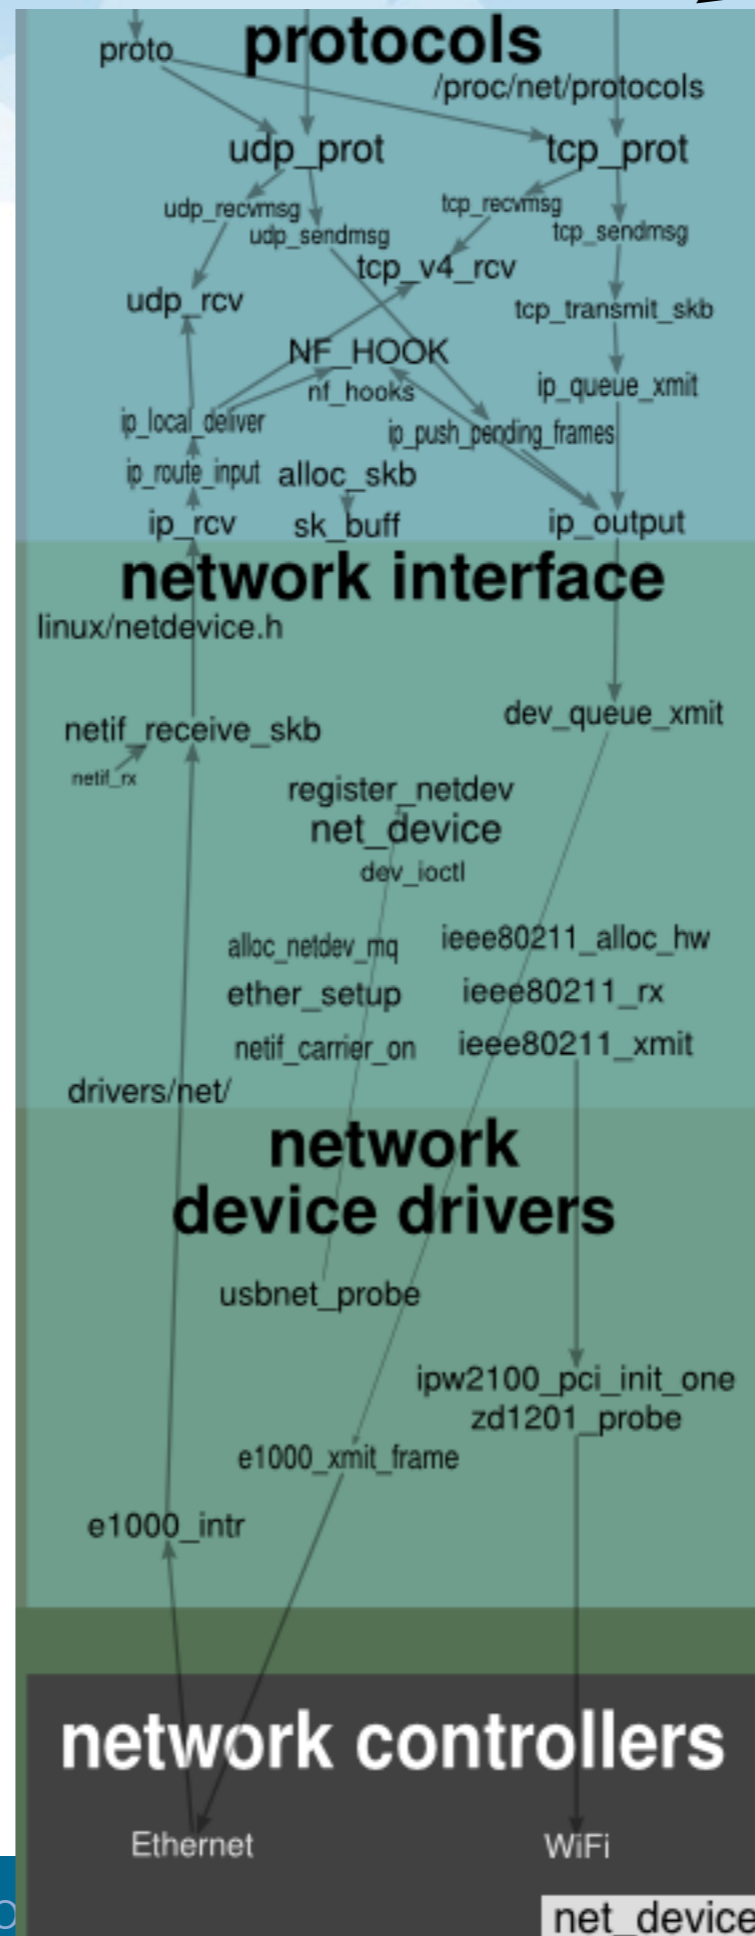 protocols
proto
/proc/net/protocols
udp_prot
tcp_prot
udp_recvmsg
tcp_recvmsg
udp_sendmsg
tcp_sendmsg
tcp_v4_rcv
udp_rcv
tcp_transmit_skb
NF_HOOK
nf_hooks
ip_queue_xmit
ip_local_deliver
ip_push_pending_frames
ip_route_input
alloc_skb
ip_rcv
sk_buff
ip_output
network interface
linux/netdevice.h
netif_receive_skb
dev_queue_xmit
netif_rx
register_netdev
net_device
dev_ioctl
alloc_netdev_mq
ieee80211_alloc_hw
ether_setup
ieee80211_rx
netif_carrier_on
ieee80211_xmit
drivers/net/
network
device drivers
usbnet_probe
ipw2100_pci_init_one
zd1201_probe
e1000_xmit_frame
e1000_intr
network controllers
Ethernet
WiFi
net_device